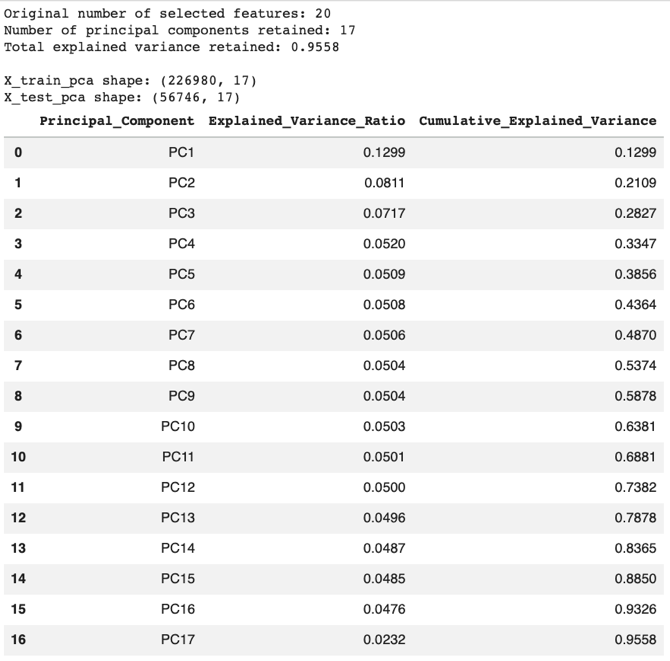 Original number of selected features: 20
Number of principal components retained: 17
Total explained variance retained: 0.9558
X_train_pca shape: (226980, 17)
X_test_pca shape: (56746, 17)
Principal_Component Explained_Variance_Ratio Cumulative_Explained_Variance
0 PC1 0.1299 0.1299
1 PC2 0.0811 0.2109
2 PC3 0.0717 0.2827
3 PC4 0.0520 0.3347
4 PC5 0.0509 0.3856
5 PC6 0.0508 0.4364
6 PC7 0.0506 0.4870
7 PC8 0.0504 0.5374
8 PC9 0.0504 0.5878
9 PC10 0.0503 0.6381
10 PC11 0.0501 0.6881
11 PC12 0.0500 0.7382
12 PC13 0.0496 0.7878
13 PC14 0.0487 0.8365
14 PC15 0.0485 0.8850
15 PC16 0.0476 0.9326
16 PC17 0.0232 0.9558